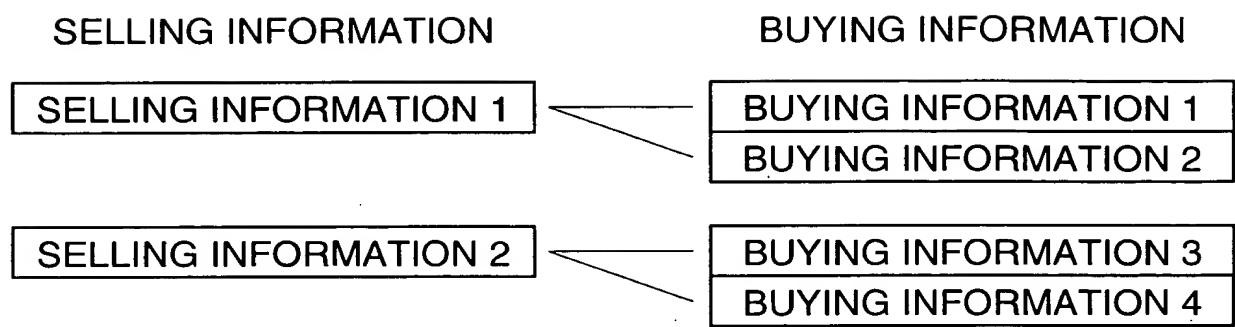 SELLING INFORMATION
BUYING INFORMATION
SELLING INFORMATION 1
BUYING INFORMATION 1
BUYING INFORMATION 2
SELLING INFORMATION 2
BUYING INFORMATION 3
BUYING INFORMATION 4